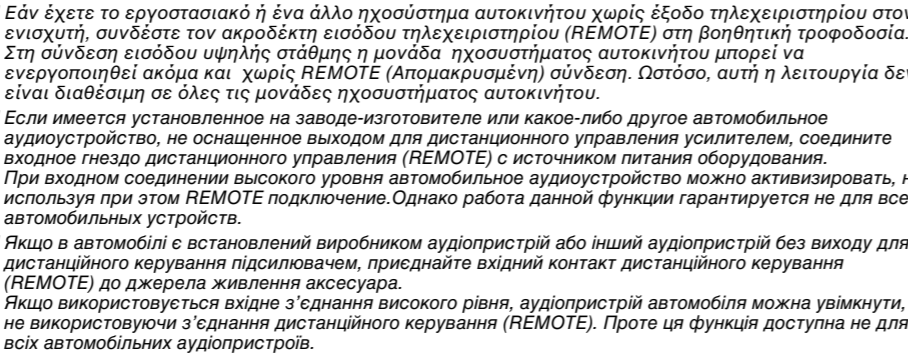 Εάν έχετε το εργοστασιακό ή ένα άλλο ηχοσύστημα αυτοκινήτου χωρίς έξοδο τηλεχειριστηρίου στον
ενισχυτή, συνδέστε τον ακροδέκτη εισόδου τηλεχειριστηρίου (REMOTE) στη βοηθητική τροφοδοσία.
Στη σύνδεση εισόδου υψηλής στάθμης η μονάδα ηχοσυστήματος αυτοκινήτου μπορεί να
ενεργοποιηθεί ακόμα και χωρίς REMOTE (Απομακρυσμένη) σύνδεση. Ωστόσο, αυτή η λειτουργία δεν
είναι διαθέσιμη σε όλες τις μονάδες ηχοσυστήματος αυτοκινήτου.
Если имеется установленное на заводе-изготовителе или какое-либо другое автомобильное
аудиоустройство, не оснащенное выходом для дистанционного управления усилителем, соедините
входное гнездо дистанционного управления (REMOTE) с источником питания оборудования.
При входном соединении высокого уровня автомобильное аудиоустройство можно активизировать,
используя при этом REMOTE подключение.Однако работа данной функции гарантируется не для все
автомобильных устройств.
Якщо в автомобілі є встановлений виробником аудіопристрій або інший аудіопристрій без виходу для
дистанційного керування підсилювачем, приєднайте вхідний контакт дистанційного керування
(REMOTE) до джерела живлення аксесуара.
Якщо використовується вхідне з’єднання високого рівня, аудіопристрій автомобіля можна увімкнути,
не використовуючи з’єднання дистанційного керування (REMOTE). Проте ця функція доступна не для
всіх автомобільних аудіопристроїв.